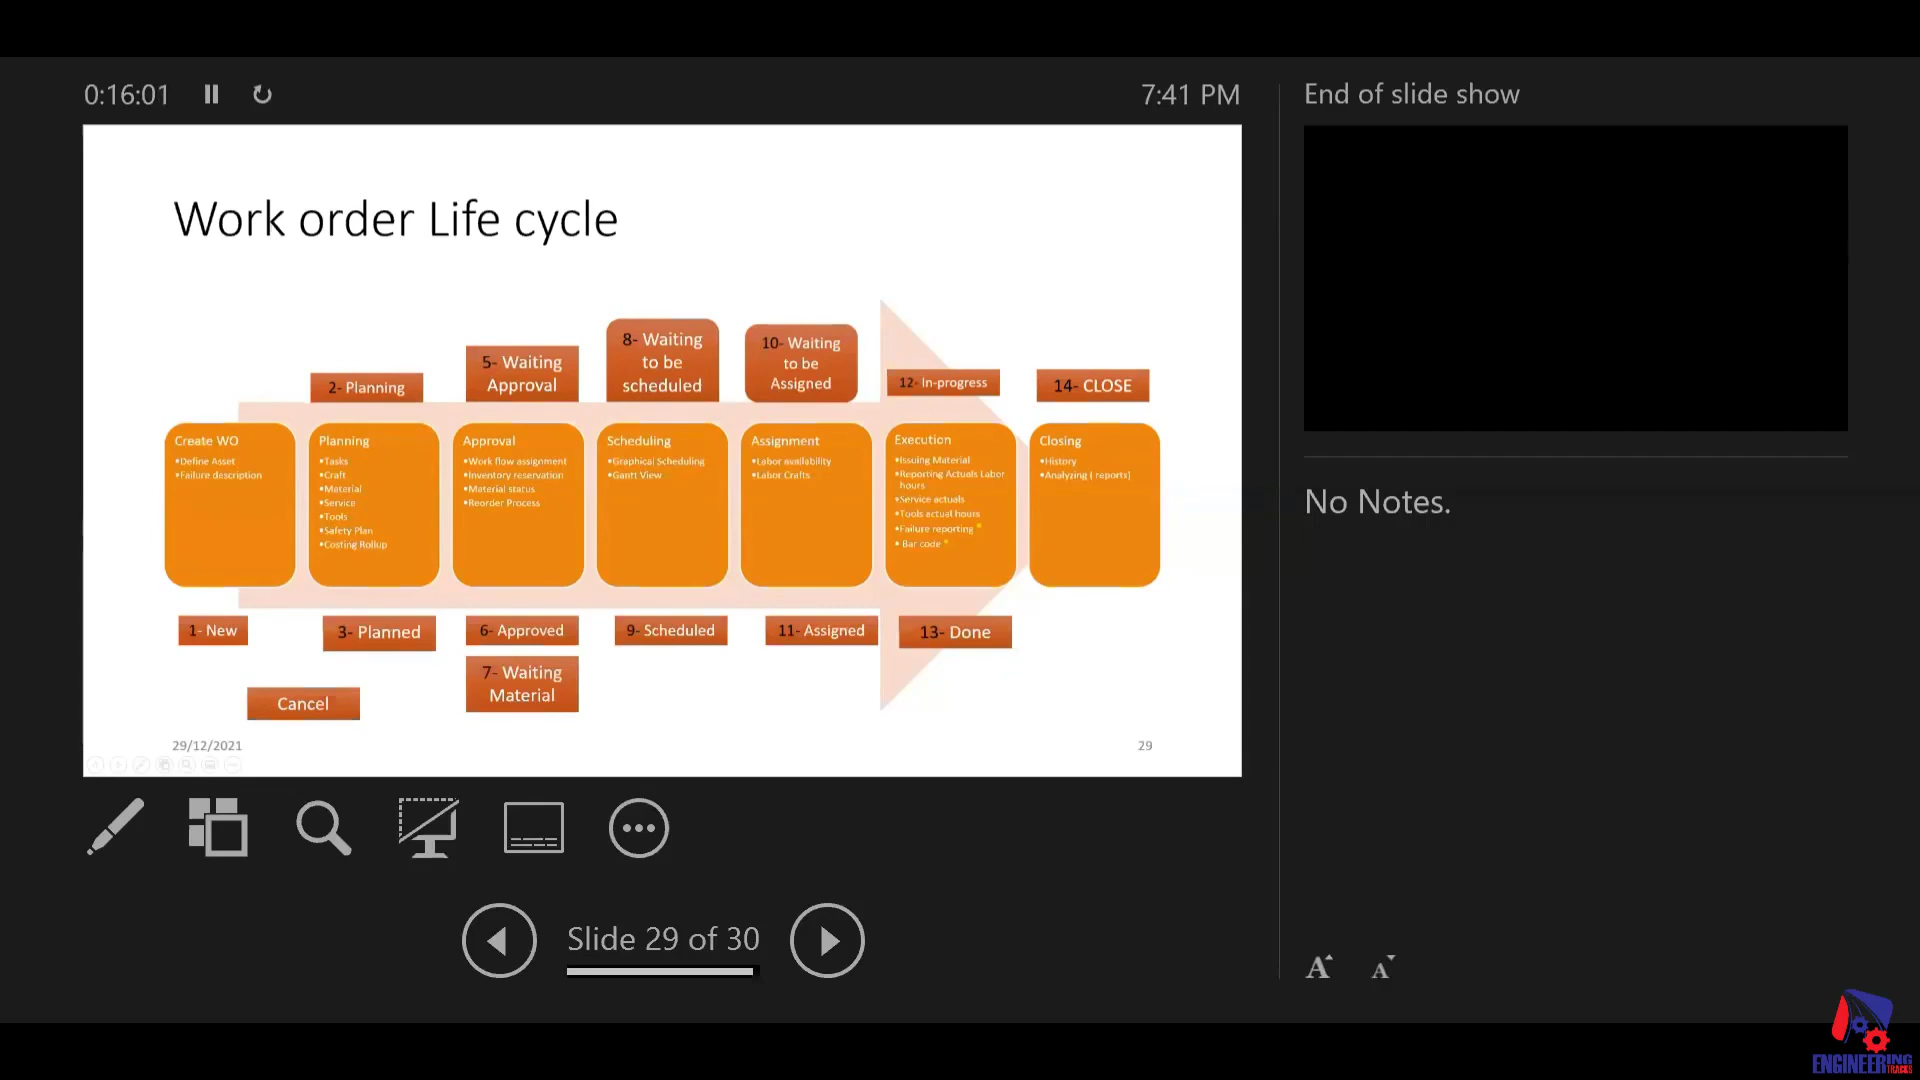 0:16:01
7:41 PM
End of slide show
Work order Life cycle
2- Planning
5- Waiting
Approval
8- Waiting
to be
scheduled
10- Waiting
to be
Assigned
12- In-progress
14- CLOSE
Create WO
•Define Asset
•Failure description
Planning
•Tasks
•Craft
•Material
•Service
•Tools
•Safety Plan
•Costing Rollup
Approval
•Work flow assignment
•Inventory reservation
•Material status
•Reorder Process
Scheduling
•Graphical Scheduling
•Gantt View
Assignment
•Labor availability
•Labor Crafts
Execution
•Issuing Material
•Reporting Actuals Labor
hours
•Service actuals
•Tools actual hours
•Failure reporting *
• Bar code *
Closing
•History
•Analyzing ( reports)
1- New
3- Planned
6- Approved
9- Scheduled
11- Assigned
13- Done
7- Waiting
Material
Cancel
29/12/2021
29
No Notes.
Slide 29 of 30
A A
ENGINEERING
TRACKS